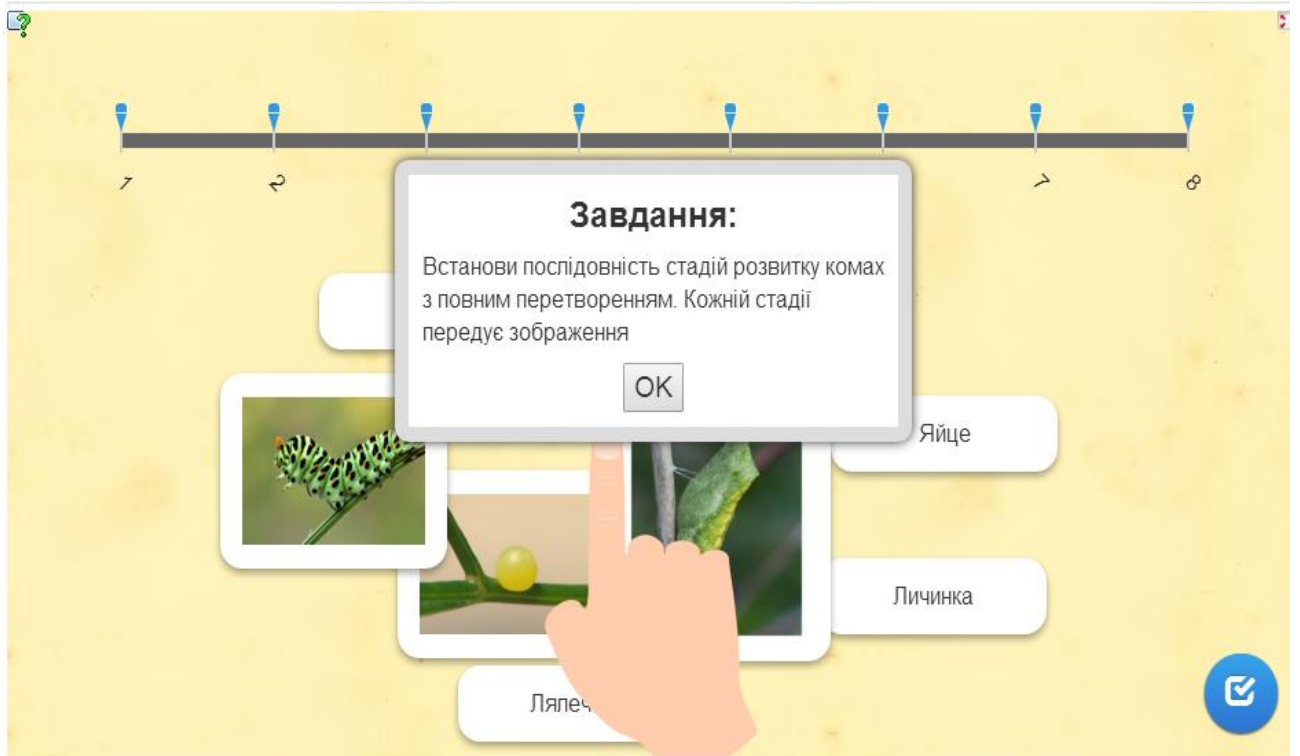 1 2 7 8
Завдання:
Встанови послідовність стадій розвитку комах
з повним перетворенням. Кожній стадії
передує зображення
OK
Яйце
Личинка